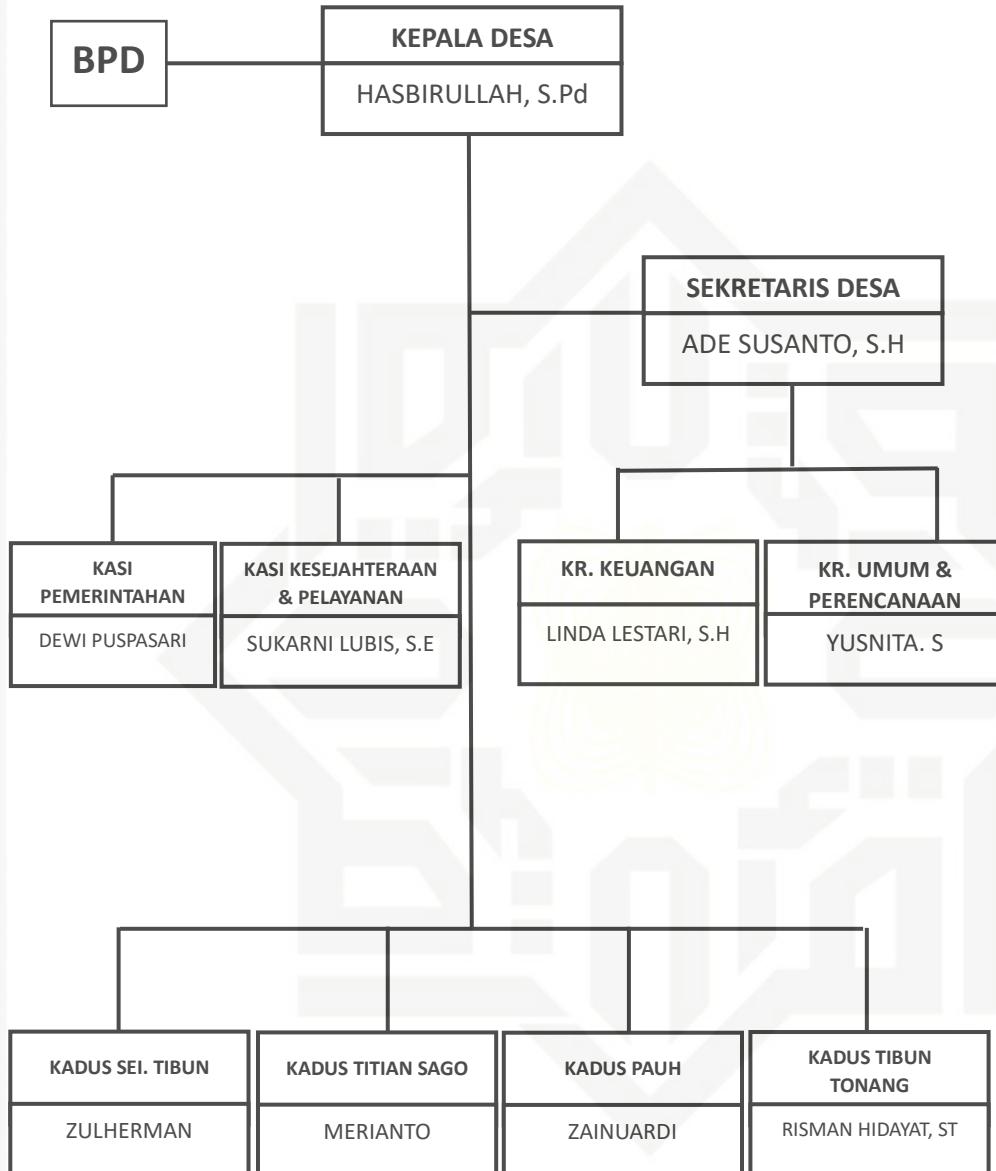 BPD
KEPALA DESA
HASBIRULLAH, S.Pd
SEKRETARIS DESA
ADE SUSANTO, S.H
KASI
PEMERINTAHAN
DEWI PUSPASARI
KASI KESEJAHTERAAN
& PELAYANAN
SUKARNI LUBIS, S.E
KR. KEUANGAN
LINDA LESTARI, S.H
KR. UMUM &
PERENCANAAN
YUSNITA. S
KADUS SEI. TIBUN
ZULHERMAN
KADUS TITIAN SAGO
MERIANTO
KADUS PAUH
ZAINUARDI
KADUS TIBUN
TONANG
RISMAN HIDAYAT, ST